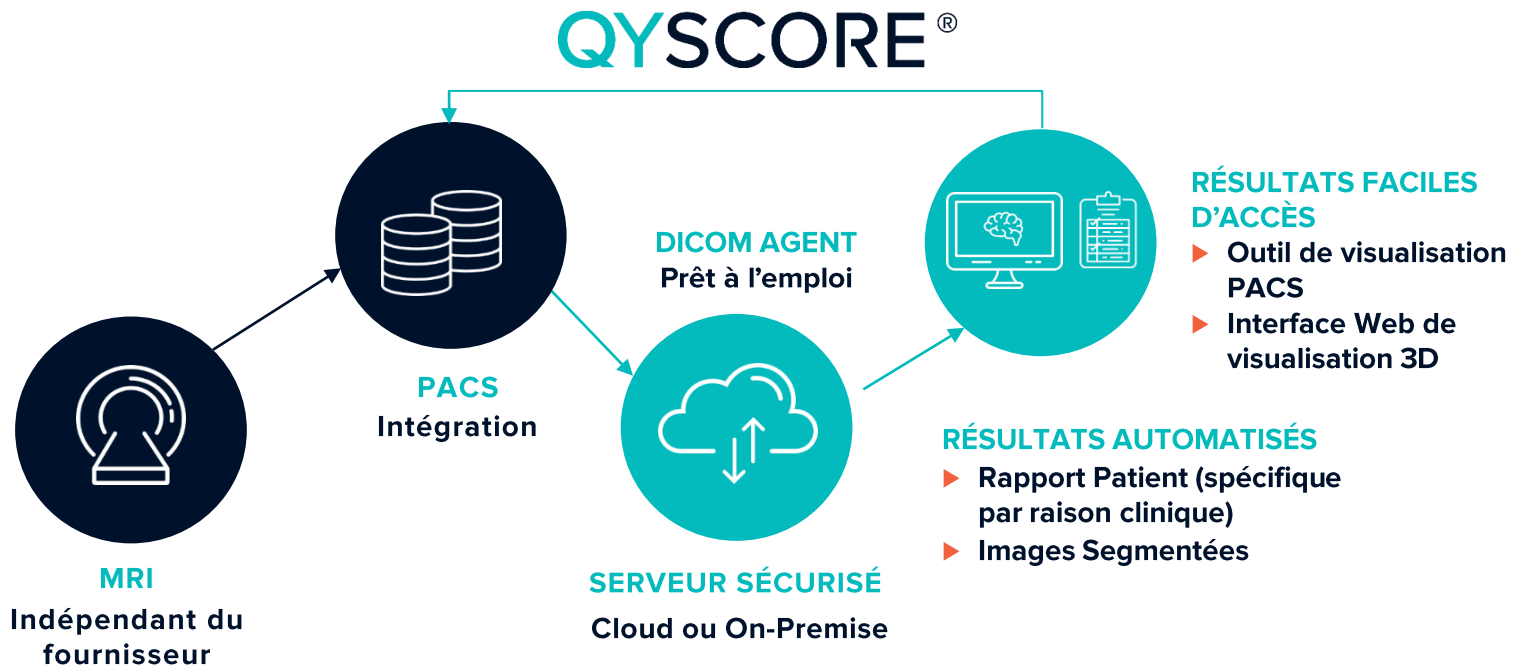 QYSCORE®
MRI
Indépendant du
fournisseur
PACS
Intégration
DICOM AGENT
Prêt à l’emploi
SERVEUR SÉCURISÉ
Cloud ou On-Premise
RÉSULTATS FACILES
D’ACCÈS
Outil de visualisation
PACS
Interface Web de
visualisation 3D
RÉSULTATS AUTOMATISÉS
Rapport Patient (spécifique
par raison clinique)
Images Segmentées